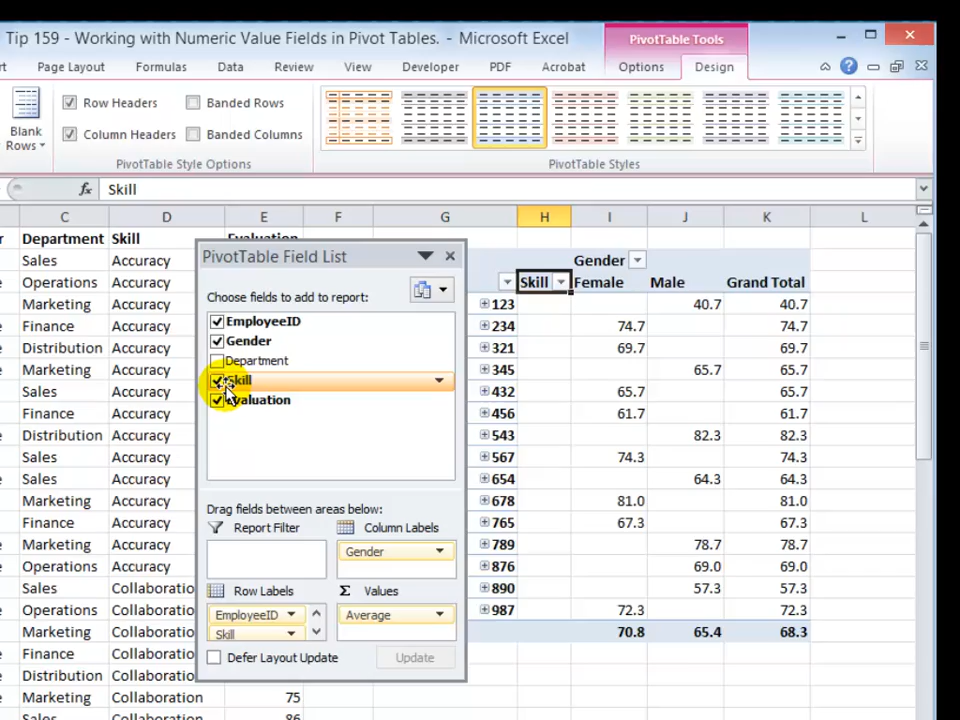 Tip 159 - Working with Numeric Value Fields in Pivot Tables. - Microsoft Excel
PivotTable Tools
Page Layout Formulas Data Review View Developer PDF Acrobat Options Design
Blank
Rows
Row Headers Banded Rows
Column Headers Banded Columns
PivotTable Style Options PivotTable Styles
fx Skill
C D E F G H I J K L
Department Skill Evaluation
Sales Accuracy Gender
Operations Accuracy Skill Female Male Grand Total
Marketing Accuracy 123 40.7 40.7
Finance Accuracy 234 74.7 74.7
Distribution Accuracy 321 69.7 69.7
Marketing Accuracy 345 65.7 65.7
Sales Accuracy 432 65.7 65.7
Finance Accuracy 456 61.7 61.7
Distribution Accuracy 543 82.3 82.3
Sales Accuracy 567 74.3 74.3
Sales Accuracy 654 64.3 64.3
Marketing Accuracy 678 81.0 81.0
Finance Accuracy 765 67.3 67.3
Marketing Accuracy 789 78.7 78.7
Operations Accuracy 876 69.0 69.0
Sales Collaboratio 890 57.3 57.3
Operations Collaboratio 987 72.3 72.3
Marketing Collaboratio 70.8 65.4 68.3
Finance Collaboratio
Sales Collaboratio
Marketing Collaboration 75
Sales Collaboration 86
PivotTable Field List
Choose fields to add to report:
EmployeeID
Gender
Department
Skill
Evaluation
Drag fields between areas below:
Report Filter Column Labels
Gender
Row Labels Σ Values
EmployeeID Average
Skill
Defer Layout Update Update